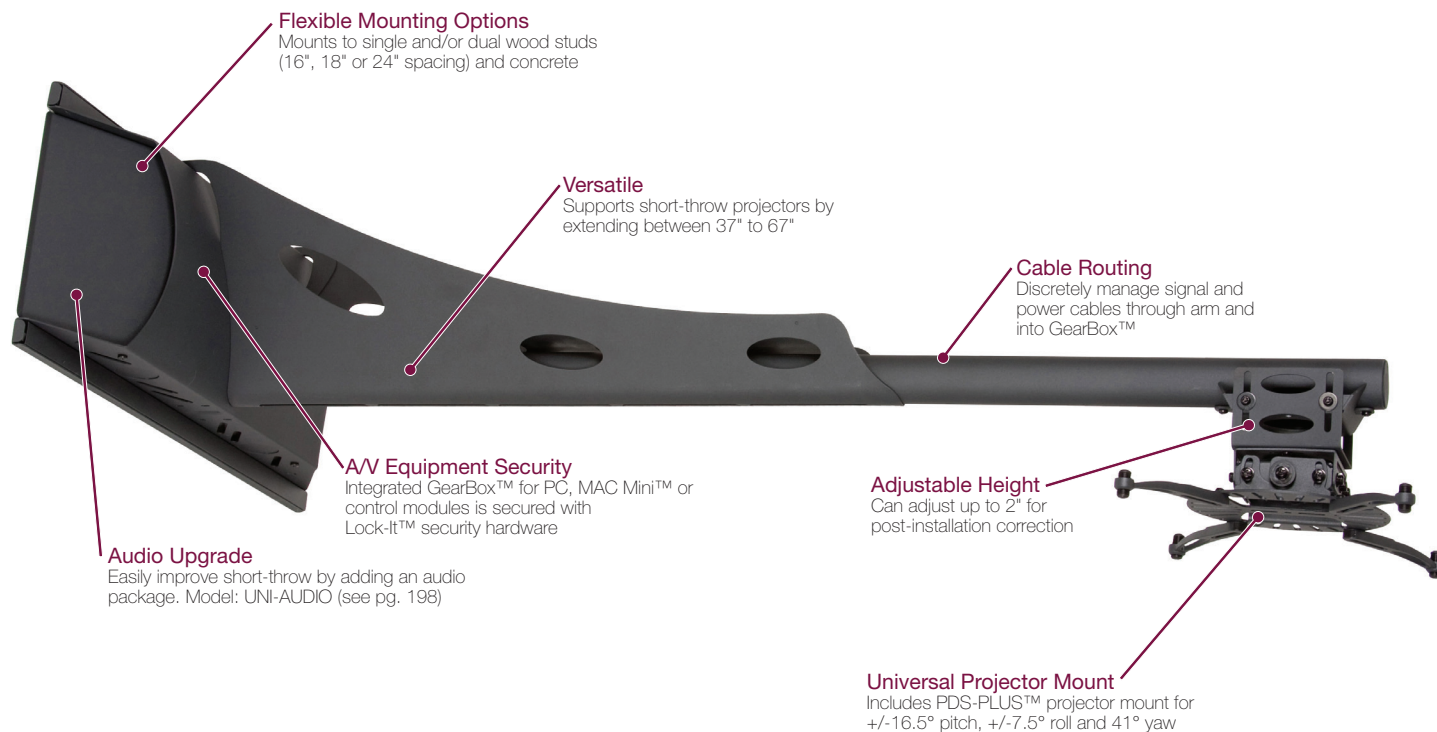 Flexible Mounting Options
Mounts to single and/or dual wood studs
(16", 18" or 24" spacing) and concrete
Versatile
Supports short-throw projectors by
extending between 37" to 67"
Cable Routing
Discretely manage signal and
power cables through arm and
into GearBox™
A/V Equipment Security
Integrated GearBox™ for PC, MAC Mini™ or
control modules is secured with
Lock-It™ security hardware
Adjustable Height
Can adjust up to 2" for
post-installation correction
Audio Upgrade
Easily improve short-throw by adding an audio
package. Model: UNI-AUDIO (see pg. 198)
Universal Projector Mount
Includes PDS-PLUS™ projector mount for
+/-16.5° pitch, +/-7.5° roll and 41° yaw